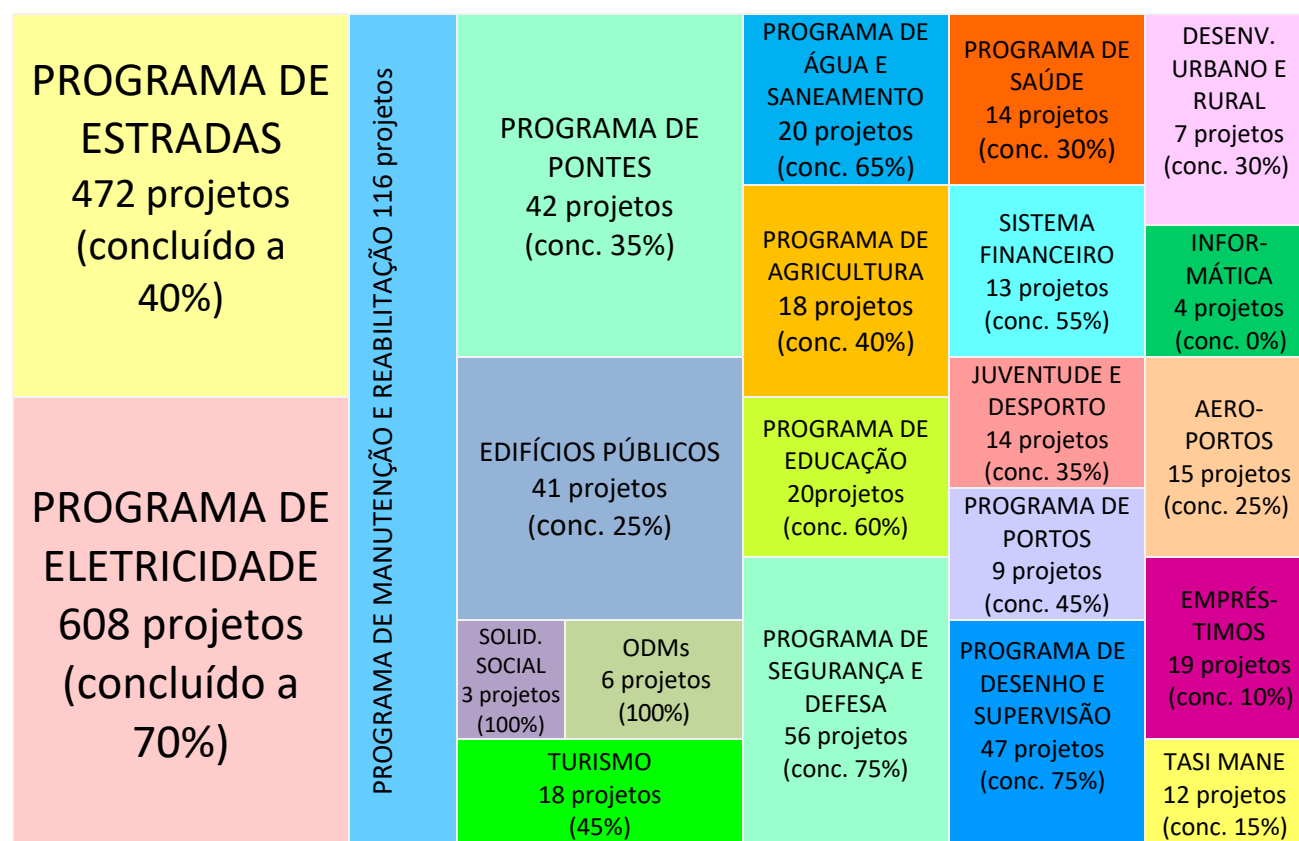 PROGRAMA DE
ESTRADAS
472 projetos
(concluído a
40%)
PROGRAMA DE
ELETRICIDADE
608 projetos
(concluído a
70%)
PROGRAMA DE MANUTENÇÃO E REABILITAÇÃO 116 projetos
PROGRAMA DE
PONTES
42 projetos
(conc. 35%)
EDIFÍCIOS PÚBLICOS
41 projetos
(conc. 25%)
SOLID.
SOCIAL
3 projetos
(100%)
ODMs
6 projetos
(100%)
TURISMO
18 projetos
(45%)
PROGRAMA DE
ÁGUA E
SANEAMENTO
20 projetos
(conc. 65%)
PROGRAMA DE
AGRICULTURA
18 projetos
(conc. 40%)
PROGRAMA DE
EDUCAÇÃO
20projetos
(conc. 60%)
PROGRAMA DE
SEGURANÇA E
DEFESA
56 projetos
(conc. 75%)
PROGRAMA DE
SAÚDE
14 projetos
(conc. 30%)
SISTEMA
FINANCEIRO
13 projetos
(conc. 55%)
JUVENTUDE E
DESPORTO
14 projetos
(conc. 35%)
PROGRAMA DE
PORTOS
9 projetos
(conc. 45%)
PROGRAMA DE
DESENHO E
SUPERVISÃO
47 projetos
(conc. 75%)
DESENV.
URBANO E
RURAL
7 projetos
(conc. 30%)
INFOR-
MÁTICA
4 projetos
(conc. 0%)
AERO-
PORTOS
15 projetos
(conc. 25%)
EMPRÉS-
TIMOS
19 projetos
(conc. 10%)
TASI MANE
12 projetos
(conc. 15%)